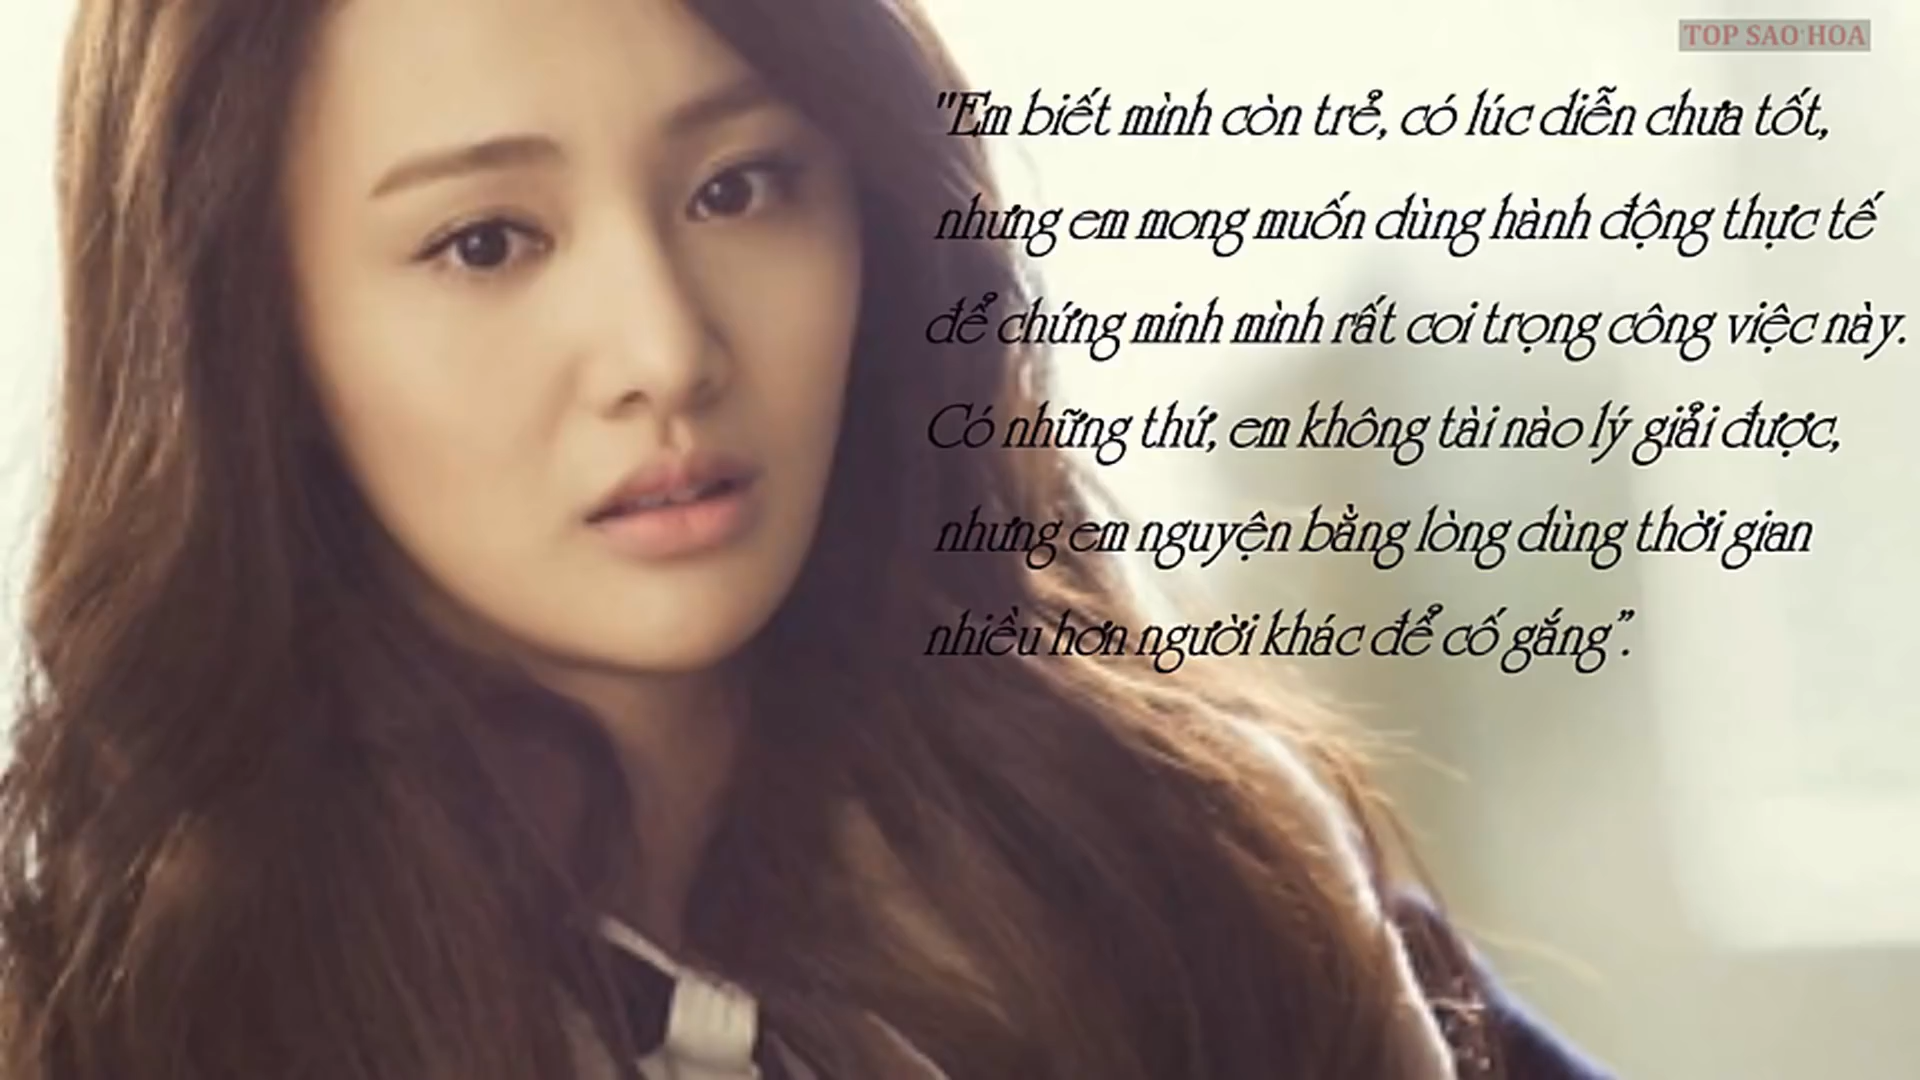 TOP SAO HOA
"Em biết mình còn trẻ, có lúc diễn chưa tốt,
nhưng em mong muốn dùng hành động thực tế
để chứng minh mình rất coi trọng công việc này.
Có những thứ, em không tài nào lý giải được,
nhưng em nguyện bằng lòng dùng thời gian
nhiều hơn người khác để cố gắng”.